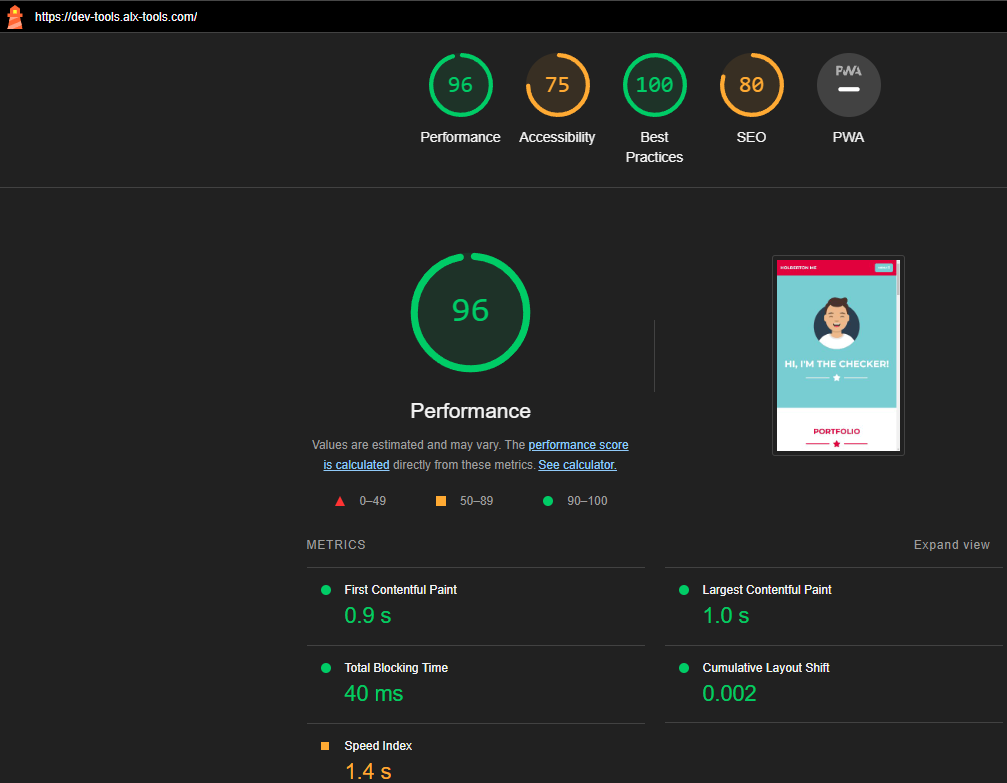 https://dev-tools.alx-tools.com/
96
75
100
80
PWA
Performance
Accessibility
Best
Practices
SEO
PWA
96
HI, I'M THE CHECKER!
PORTFOLIO
Performance
Values are estimated and may vary. The performance score
is calculated directly from these metrics. See calculator.
0–49
50–89
90–100
METRICS
Expand view
First Contentful Paint
0.9 s
Largest Contentful Paint
1.0 s
Total Blocking Time
40 ms
Cumulative Layout Shift
0.002
Speed Index
1.4 s